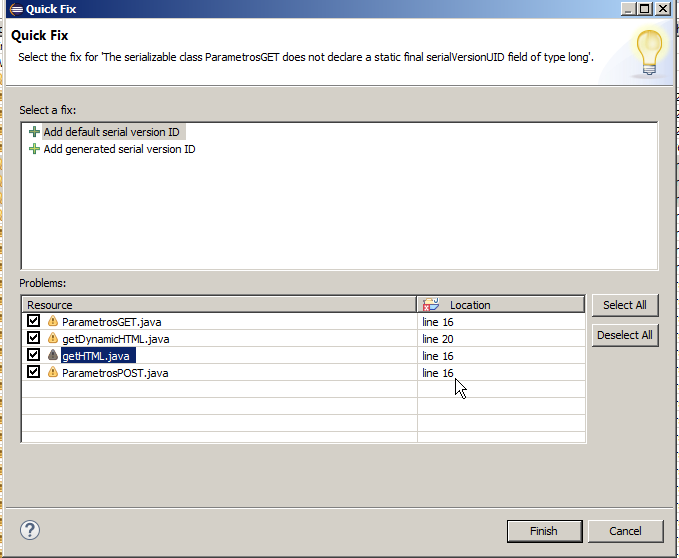 Quick Fix
Quick Fix
Select the fix for 'The serializable class ParametrosGET does not declare a static final serialVersionUID field of type long'.
Select a fix:
Add default serial version ID
Add generated serial version ID
Problems:
Resource Location
ParametrosGET.java line 16
getDynamicHTML.java line 20
getHTML.java line 16
ParametrosPOST.java line 16
Select All
Deselect All
?
Finish Cancel